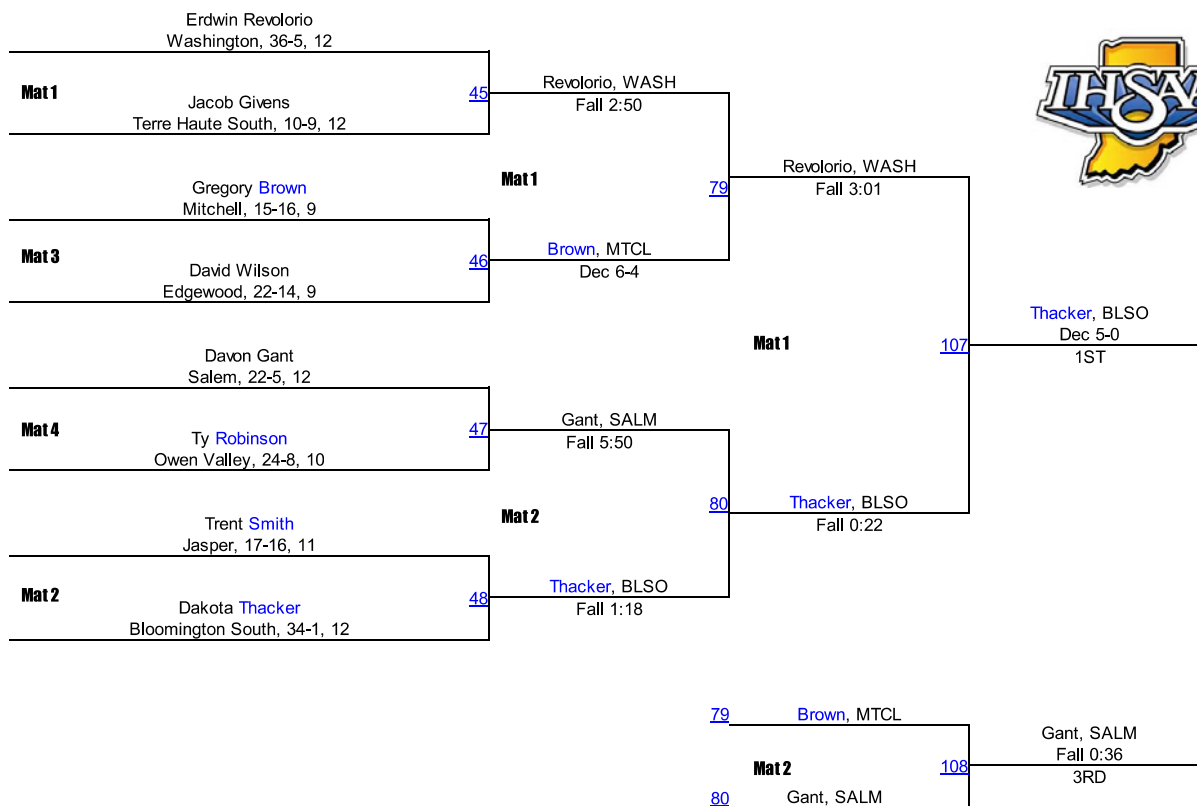 Erdwin Revolorio
Washington, 36-5, 12
Mat 1
Jacob Givens
Terre Haute South, 10-9, 12
45
Revolorio, WASH
Fall 2:50
Gregory Brown
Mitchell, 15-16, 9
Mat 3
David Wilson
Edgewood, 22-14, 9
46
Brown, MTCL
Dec 6-4
Mat 1
79
Revolorio, WASH
Fall 3:01
Davon Gant
Salem, 22-5, 12
Mat 4
Ty Robinson
Owen Valley, 24-8, 10
47
Gant, SALM
Fall 5:50
Trent Smith
Jasper, 17-16, 11
Mat 2
Dakota Thacker
Bloomington South, 34-1, 12
48
Thacker, BLSO
Fall 1:18
Mat 2
80
Thacker, BLSO
Fall 0:22
Mat 1
107
Thacker, BLSO
Dec 5-0
1ST
IHSAA
79
Brown, MTCL
Mat 2
80
Gant, SALM
108
Gant, SALM
Fall 0:36
3RD